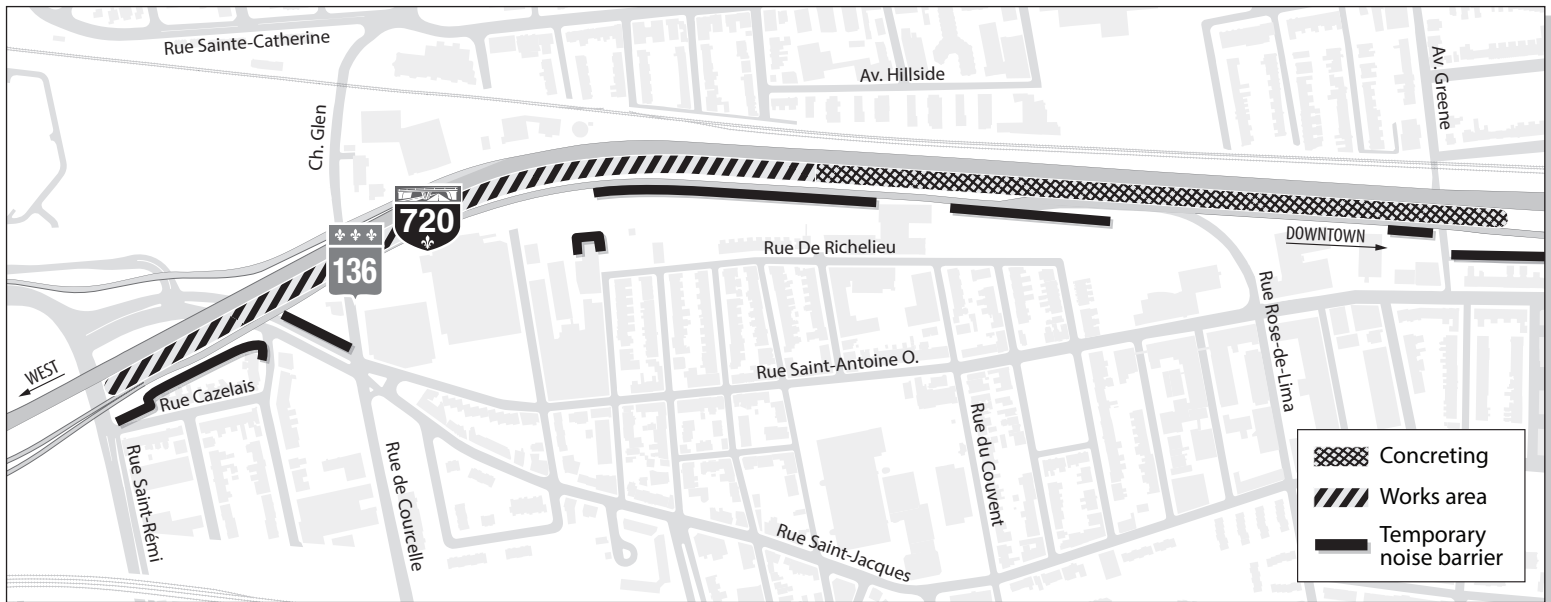 Rue Sainte-Catherine
Av. Hillside
Av. Greene
Ch. Glen
720
136
Rue De Richelieu
DOWNTOWN
WEST
Rue Cazelais
Rue Saint-Antoine O.
Rue Rose-de-Lima
Rue Saint-Rémi
Rue de Courcelle
Rue du Couvent
Rue Saint-Jacques
Concreting
Works area
Temporary
noise barrier